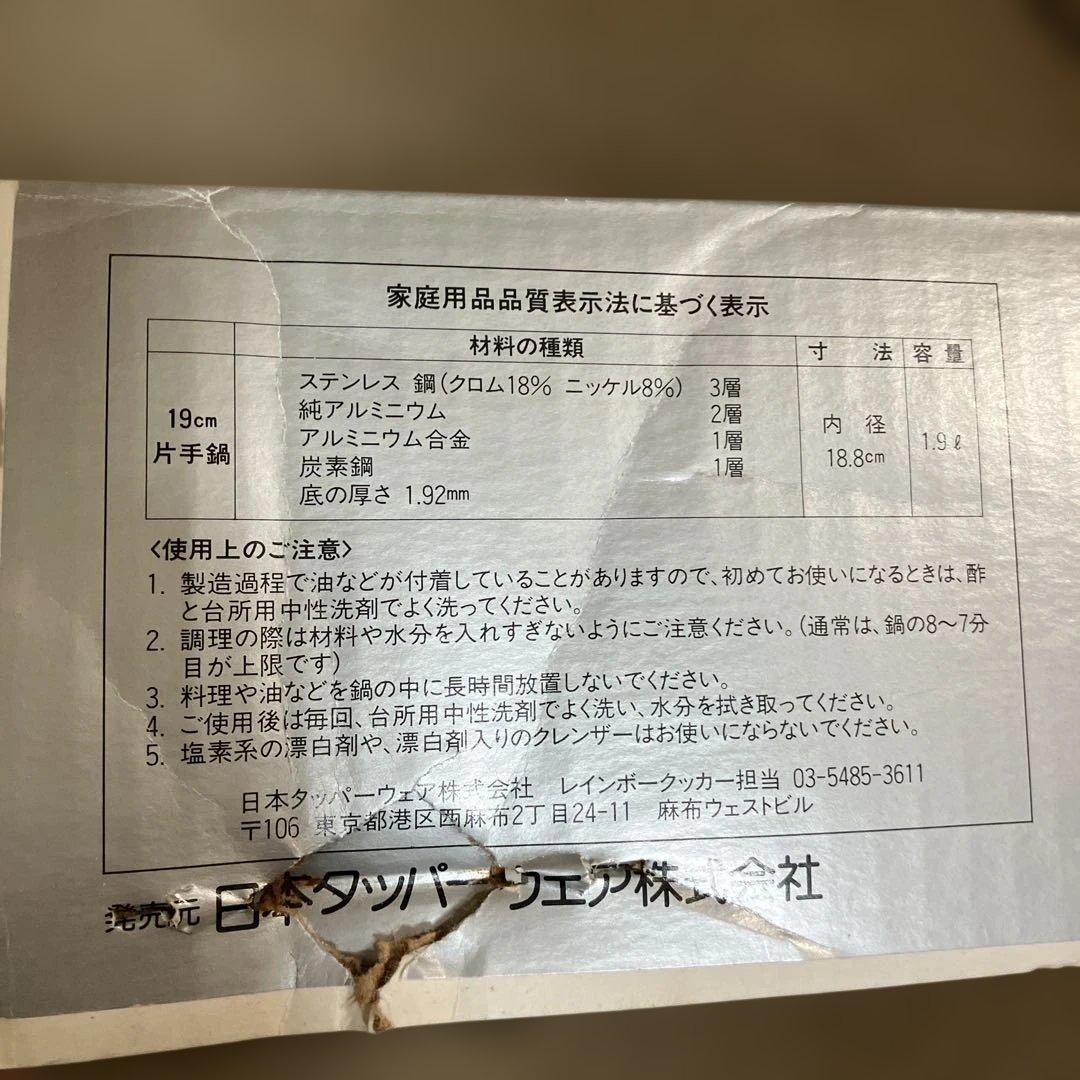 家庭用品品質表示法に基づく表示
材料の種類 寸 法 容量
19cm
片手鍋
ステンレス 鋼(クロム18% ニッケル8%) 3層
純アルミニウム 2層
アルミニウム合金 1層
炭素鋼 1層
底の厚さ 1.92mm
内 径
18.8cm
1.9ℓ
〈使用上のご注意〉
1. 製造過程で油などが付着していることがありますので、初めてお使いになるときは、酢
と台所用中性洗剤でよく洗ってください。
2. 調理の際は材料や水分を入れすぎないようにご注意ください。(通常は、鍋の8〜7分
目が上限です)
3. 料理や油などを鍋の中に長時間放置しないでください。
4. ご使用後は毎回、台所用中性洗剤でよく洗い、水分を拭き取ってください。
5. 塩素系の漂白剤や、漂白剤入りのクレンザーはお使いにならないでください。
日本タッパーウェア株式会社 レインボークッカー担当 03-5485-3611
〒106 東京都港区西麻布2丁目24-11 麻布ウェストビル
発売元 日本タッパーウェア株式会社